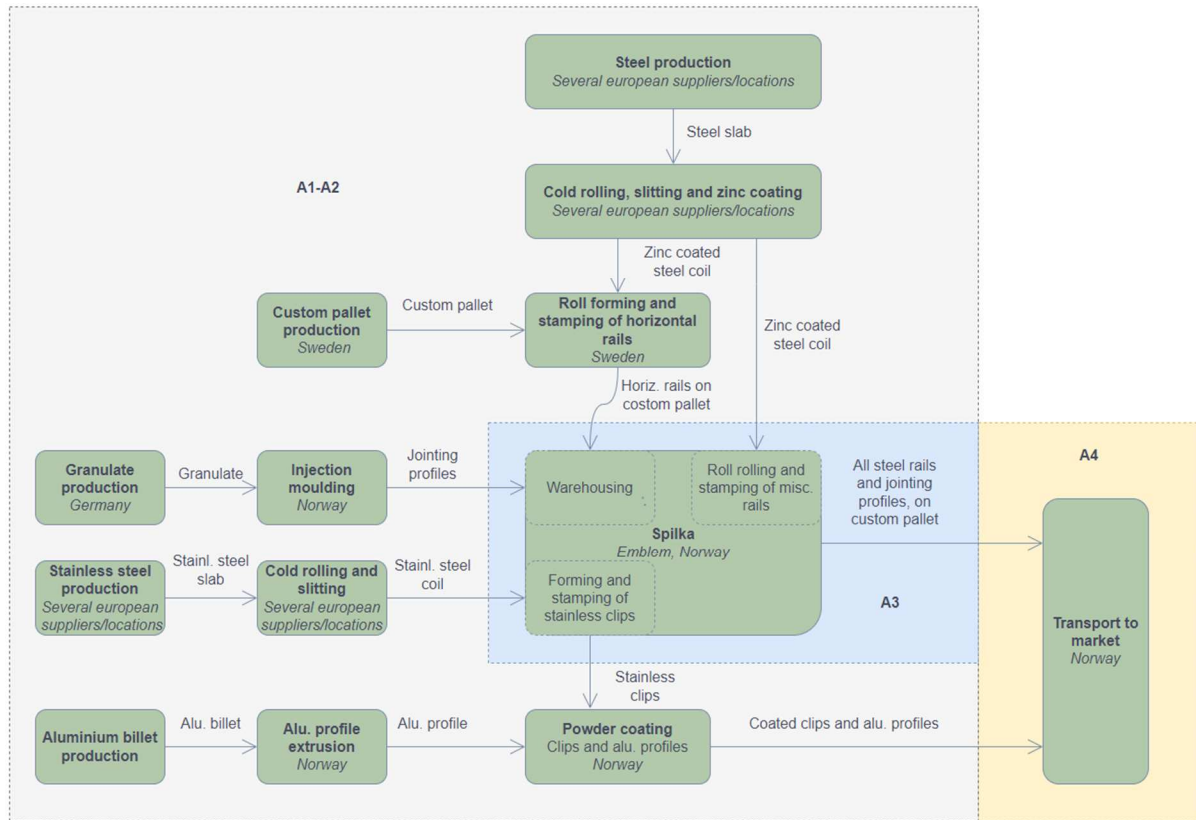 Steel production
Several european suppliers/locations
Steel slab
A1-A2
Cold rolling, slitting and zinc coating
Several european suppliers/locations
Zinc coated
steel coil
Custom pallet
production
Sweden
Custom pallet
Roll forming and
stamping of horizontal
rails
Sweden
Zinc coated
steel coil
Horiz. rails on
costom pallet
Granulate
production
Germany
Granulate
Injection
moulding
Norway
Jointing
profiles
Warehousing
Roll rolling and
stamping of misc.
rails
Spilka
Emblem, Norway
All steel rails
and jointing
profiles, on
custom pallet
A4
Stainless steel
production
Several european
suppliers/locations
Stainl. steel
slab
Cold rolling and
slitting
Several european
suppliers/locations
Stainl. steel
coil
Forming and
stamping of
stainless clips
A3
Transport to
market
Norway
Stainless
clips
Aluminium billet
production
Alu. billet
Alu. profile
extrusion
Norway
Alu. profile
Powder coating
Clips and alu. profiles
Norway
Coated clips and alu. profiles